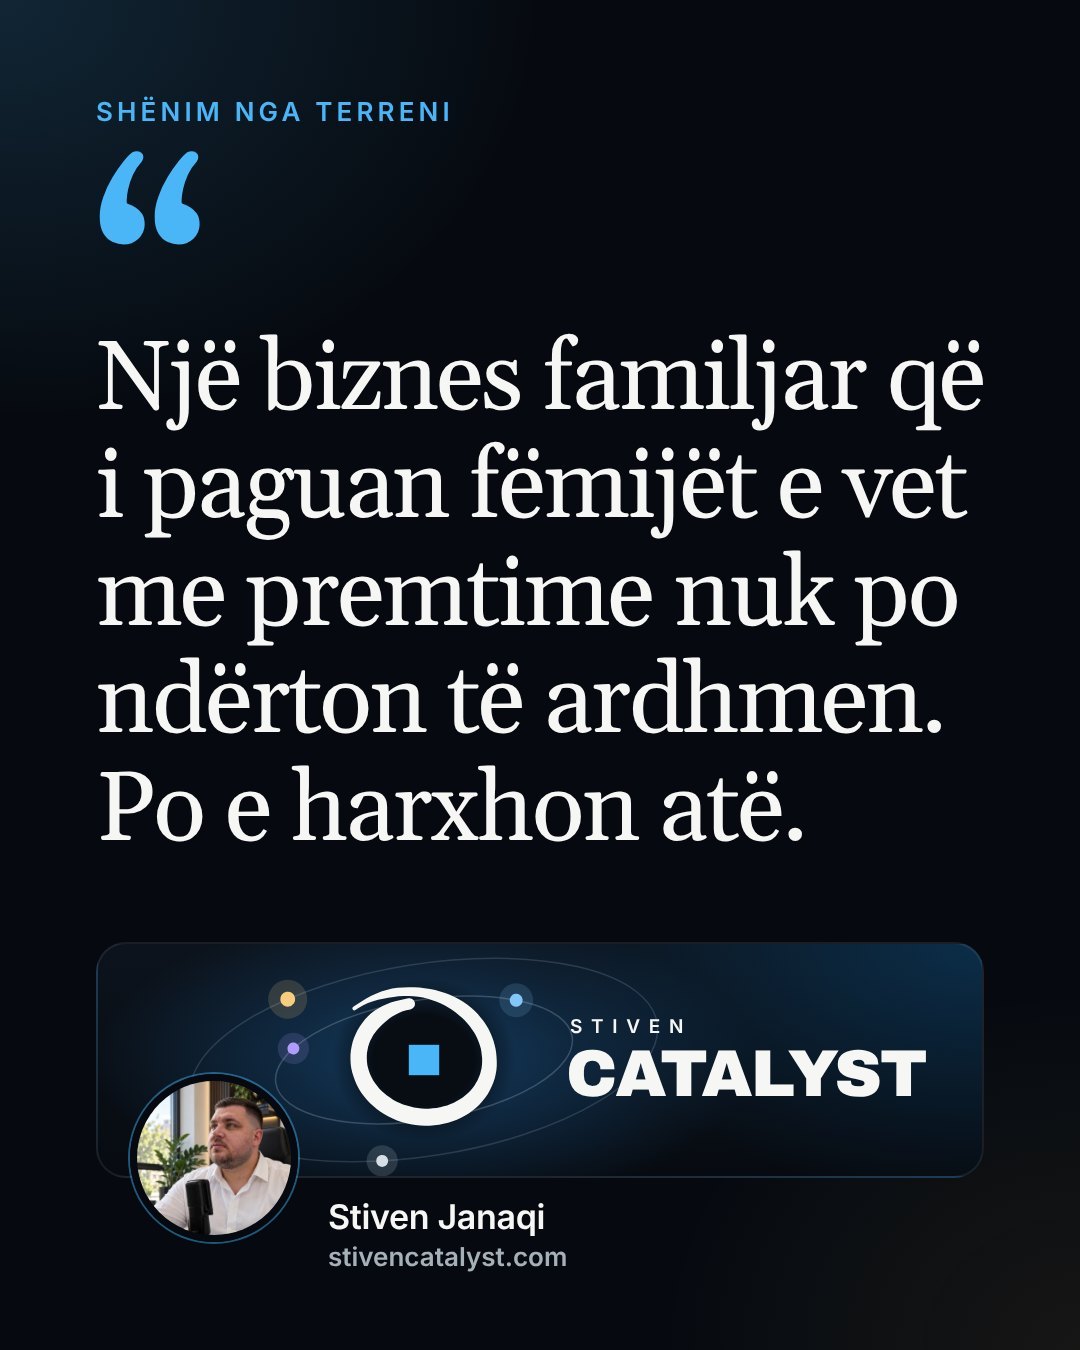 SHËNIM NGA TERRENI
“
Një biznes familjar që
i paguan fëmijët e vet
me premtime nuk po
ndërton të ardhmen.
Po e harxhon atë.
STIVEN
CATALYST
Stiven Janaqi
stivencatalyst.com